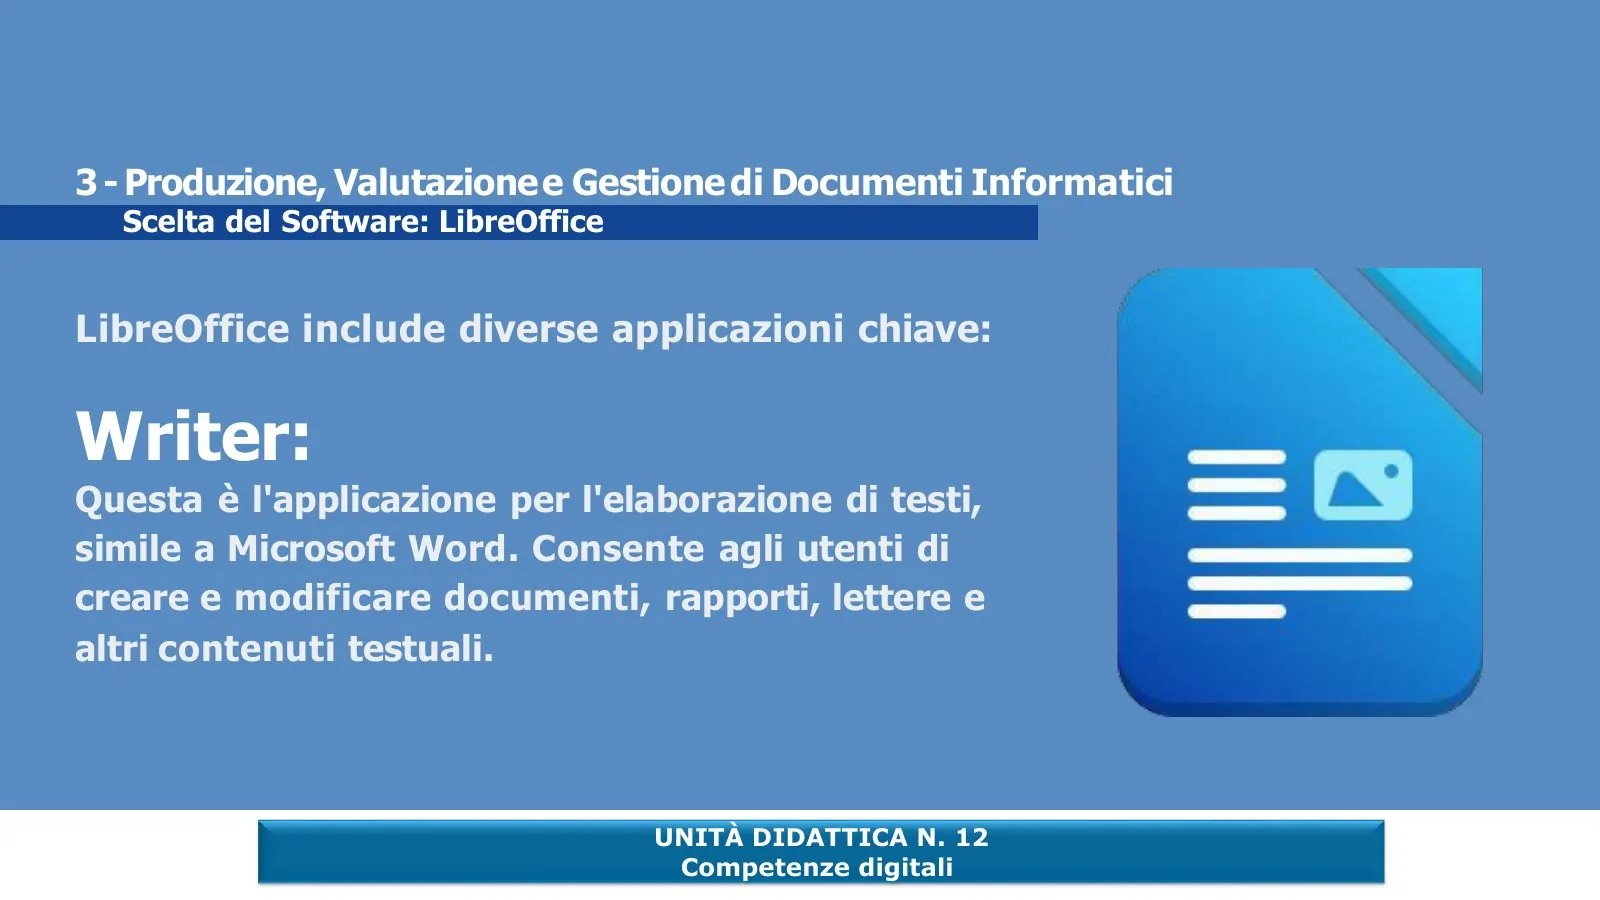 3 - Produzione, Valutazione e Gestione di Documenti Informatici
Scelta del Software: LibreOffice
LibreOffice include diverse applicazioni chiave:
Writer:
Questa è l'applicazione per l'elaborazione di testi,
simile a Microsoft Word. Consente agli utenti di
creare e modificare documenti, rapporti, lettere e
altri contenuti testuali.
UNITÀ DIDATTICA N. 12
Competenze digitali